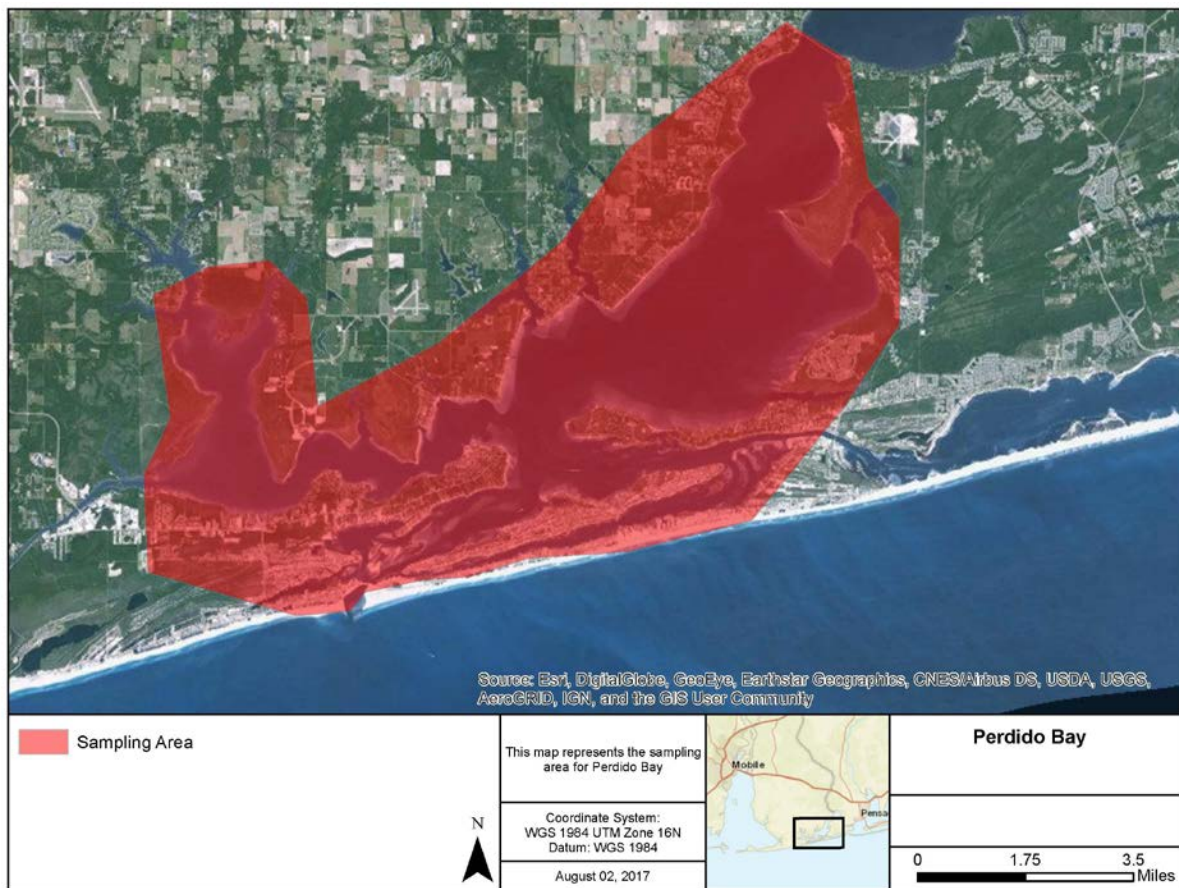 Source: Esri, DigitalGlobe, GeoEye, Earthstar Geographics, CNES/Airbus DS, USDA, USGS,
AeroGRID, IGN, and the GIS User Community
Sampling Area
This map represents the sampling
area for Perdido Bay
Coordinate System:
WGS 1984 UTM Zone 16N
Datum: WGS 1984
August 02, 2017
N
Mobile
Pensa
Perdido Bay
0 1.75 3.5
Miles